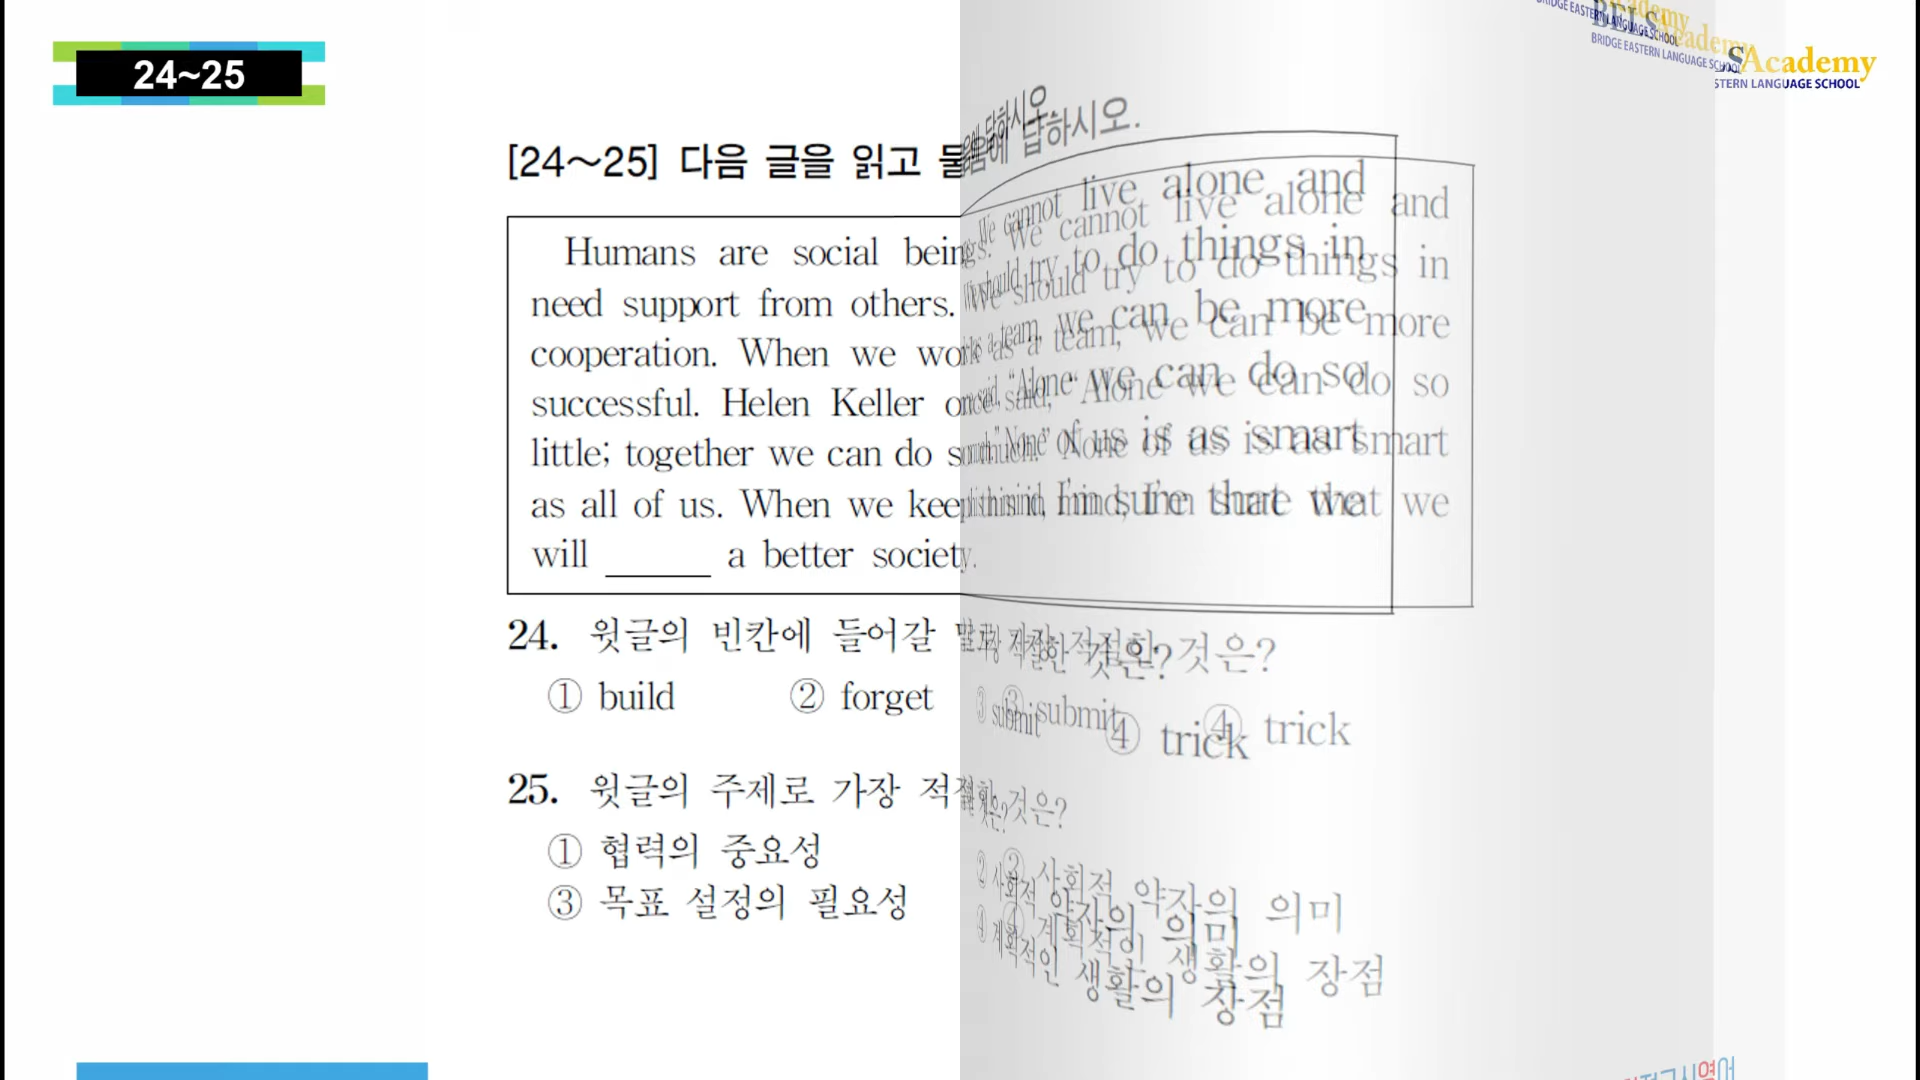 24~25
BELS Academy
BRIDGE EASTERN LANGUAGE SCHOOL
[24~25] 다음 글을 읽고 물음에 답하시오.
Humans are social beings. We cannot live alone and
need support from others. We should try to do things in
cooperation. When we work as a team, we can be more
successful. Helen Keller once said, “Alone we can do so
little; together we can do so much.” None of us is as smart
as all of us. When we keep this in mind, I’m sure that we
will ______ a better society.
24. 윗글의 빈칸에 들어갈 말로 가장 적절한 것은?
① build ② forget ③ submit ④ trick
25. 윗글의 주제로 가장 적절한 것은?
① 협력의 중요성 ② 사회적 약자의 의미
③ 목표 설정의 필요성 ④ 계획적인 생활의 장점